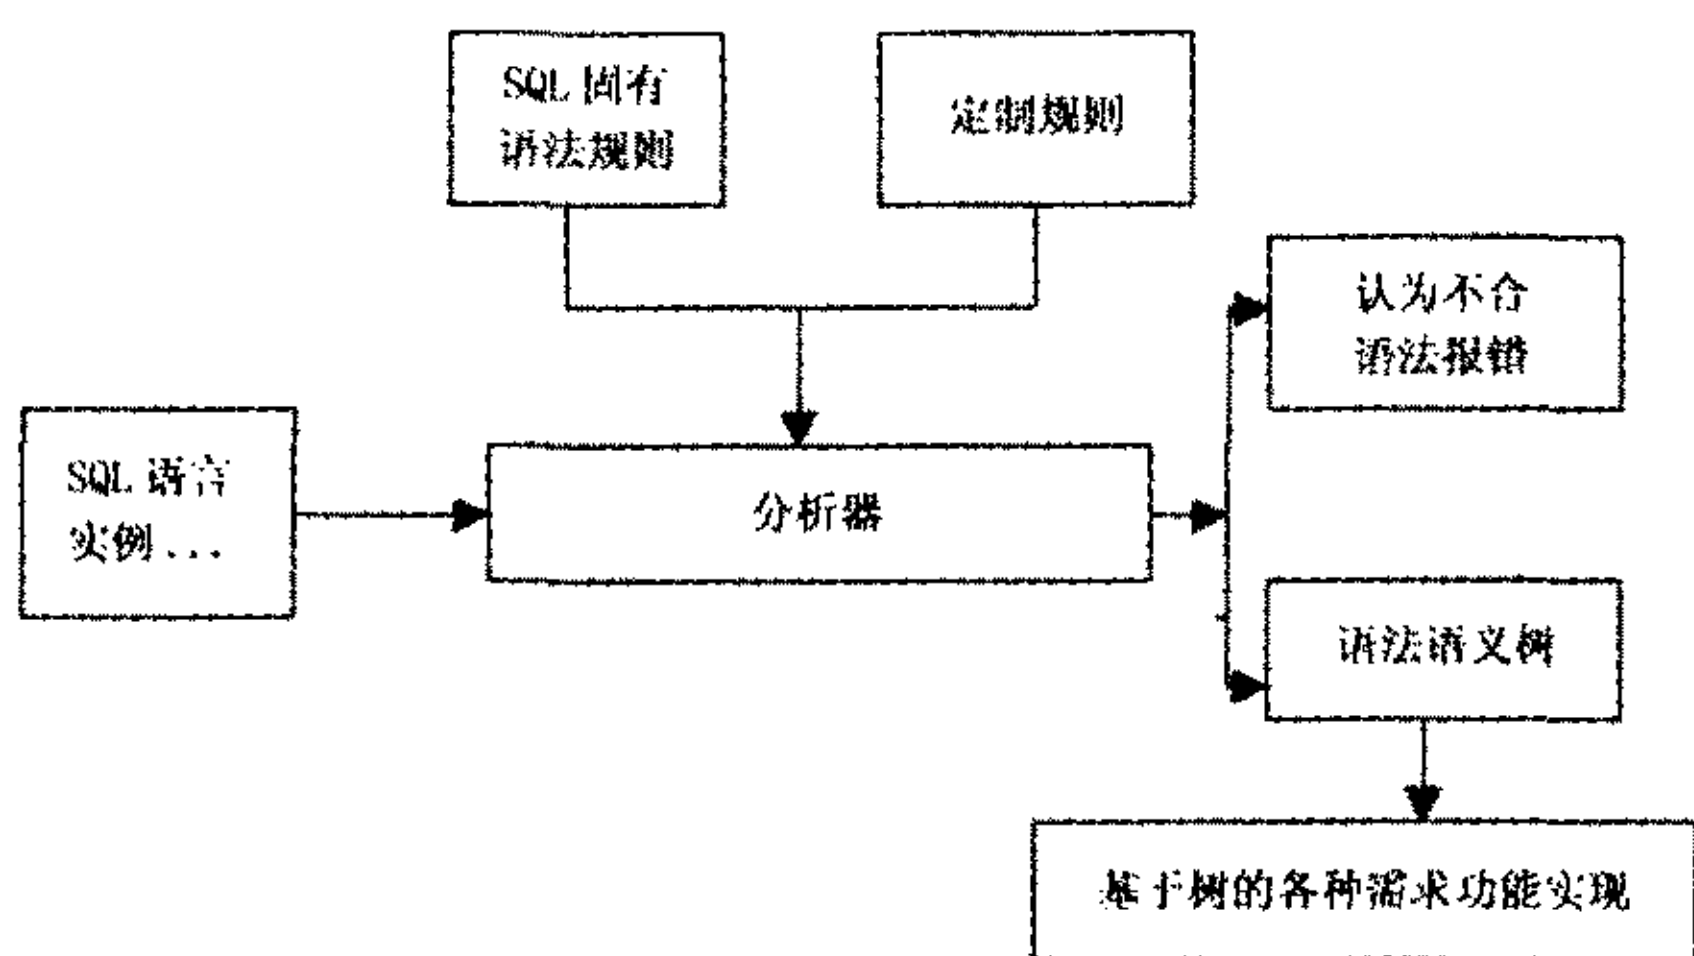 SQL 固有
语法规则
定制规则
认为不合
语法报错
SQL 语言
实例...
分析器
语法语义树
基于树的各种需求功能实现